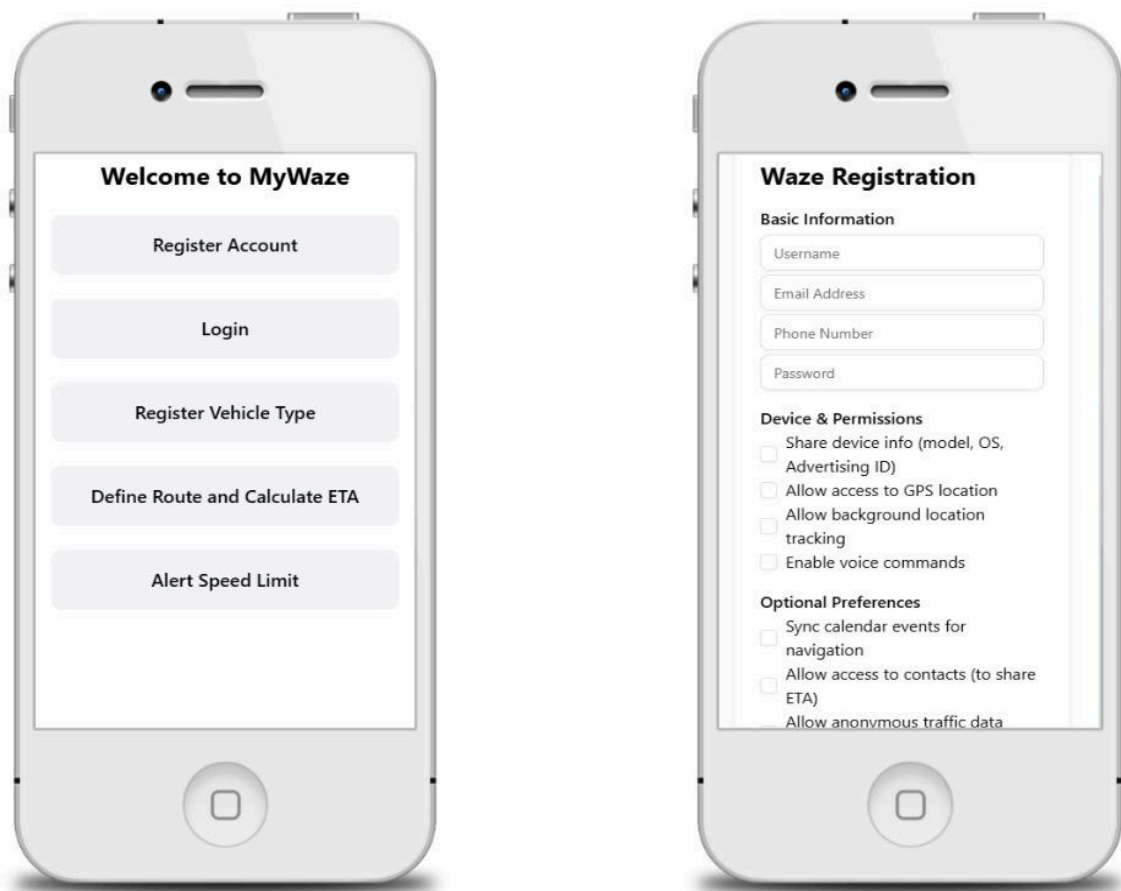 Welcome to MyWaze
Register Account
Login
Register Vehicle Type
Define Route and Calculate ETA
Alert Speed Limit
Waze Registration
Basic Information
Username
Email Address
Phone Number
Password
Device & Permissions
Share device info (model, OS,
Advertising ID)
Allow access to GPS location
Allow background location
tracking
Enable voice commands
Optional Preferences
Sync calendar events for
navigation
Allow access to contacts (to share
ETA)
Allow anonymous traffic data